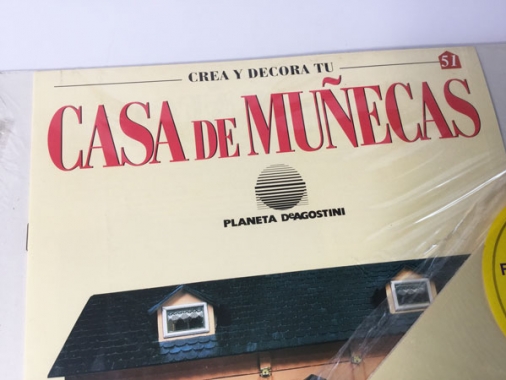 CREA Y DECORA TU
51
CASA DE MUÑECAS
PLANETA DeAGOSTINI